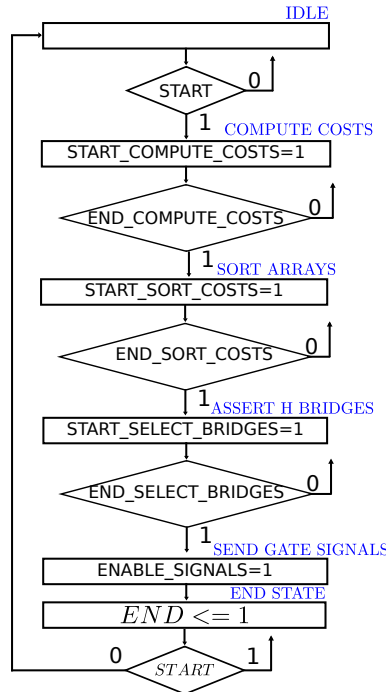 IDLE
0
START
1
COMPUTE COSTS
START_COMPUTE_COSTS=1
0
END_COMPUTE_COSTS
1
SORT ARRAYS
START_SORT_COSTS=1
0
END_SORT_COSTS
1
ASSERT H BRIDGES
START_SELECT_BRIDGES=1
0
END_SELECT_BRIDGES
1
SEND GATE SIGNALS
ENABLE_SIGNALS=1
END STATE
END <= 1
0 1
START